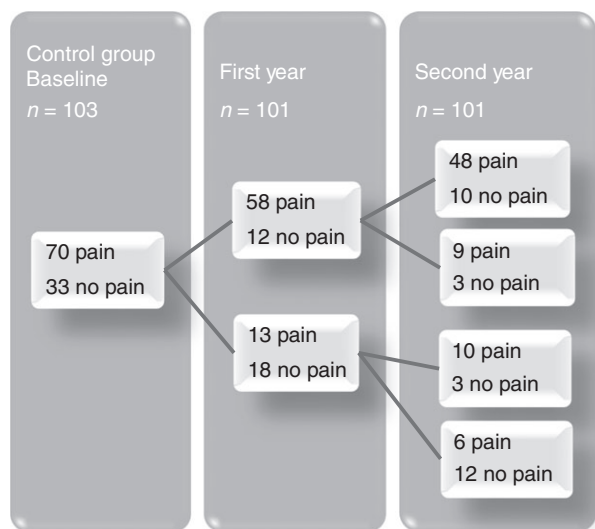 Control group
Baseline
n = 103
First year
n = 101
Second year
n = 101
70 pain
33 no pain
58 pain
12 no pain
13 pain
18 no pain
48 pain
10 no pain
9 pain
3 no pain
10 pain
3 no pain
6 pain
12 no pain